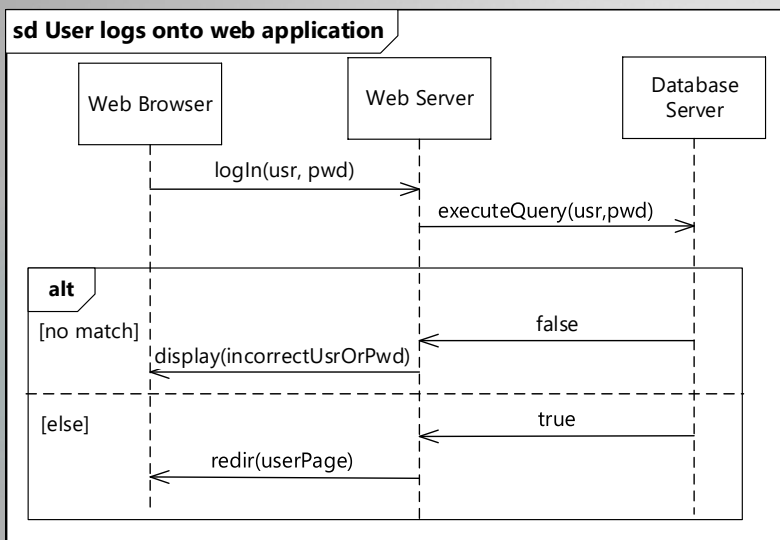 sd User logs onto web application
Web Browser
Web Server
Database
Server
logIn(usr, pwd)
executeQuery(usr,pwd)
alt
[no match]
false
display(incorrectUsrOrPwd)
[else]
true
redir(userPage)